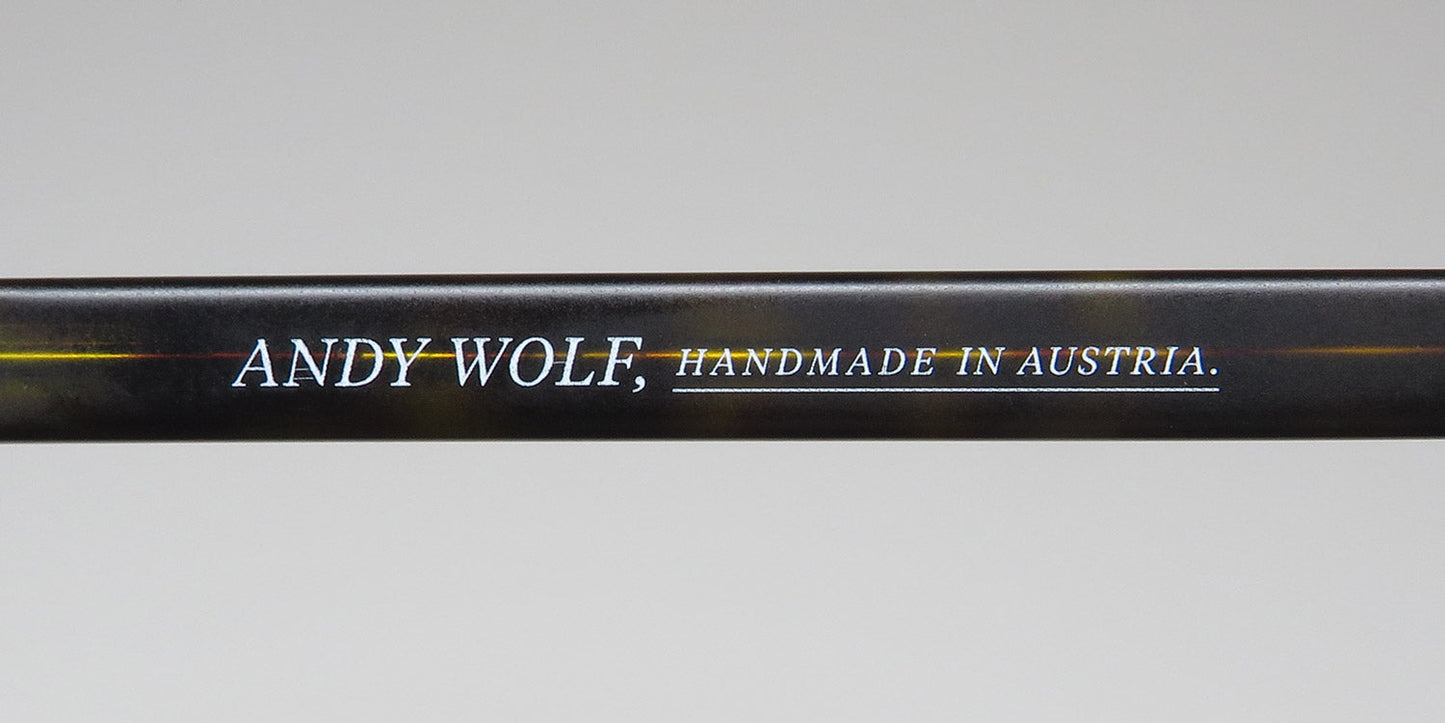 ANDY WOLF, HANDMADE IN AUSTRIA.